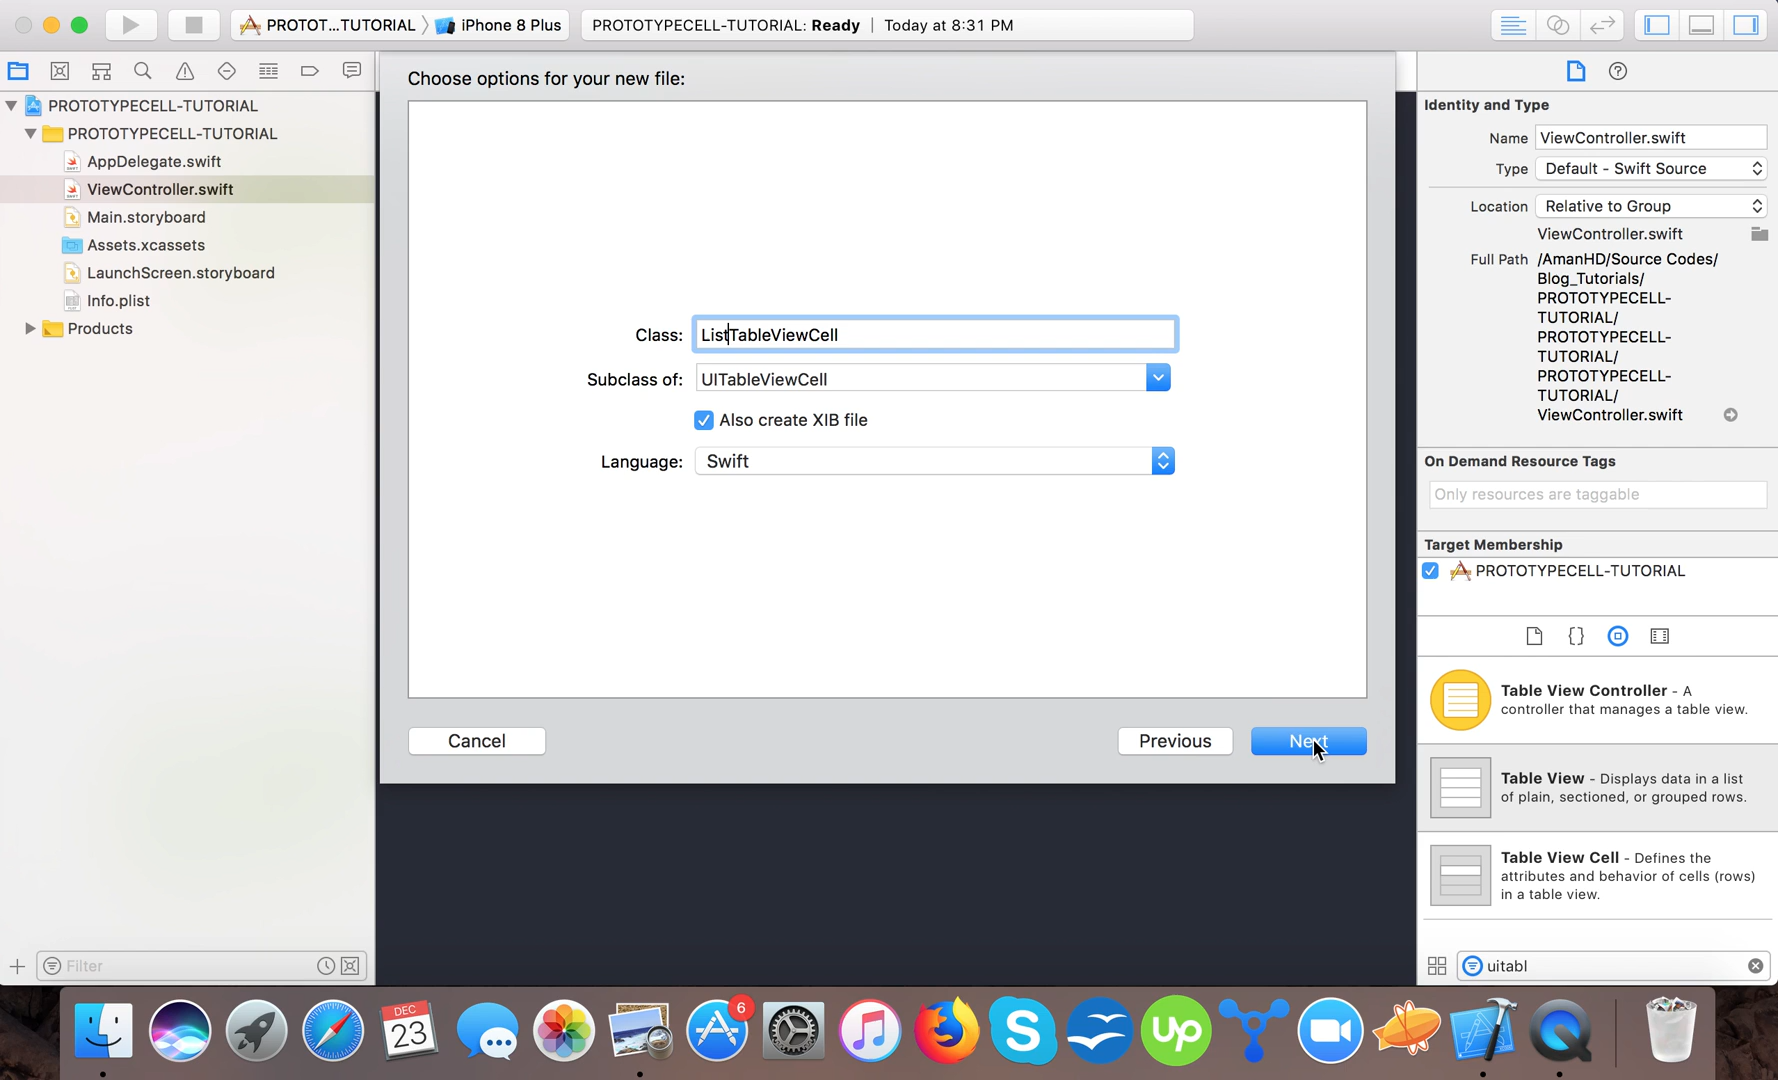 PROTOT...TUTORIAL
iPhone 8 Plus
PROTOTYPECELL-TUTORIAL: Ready | Today at 8:31 PM
PROTOTYPECELL-TUTORIAL
PROTOTYPECELL-TUTORIAL
AppDelegate.swift
ViewController.swift
Main.storyboard
Assets.xcassets
LaunchScreen.storyboard
Info.plist
Products
Filter
Choose options for your new file:
Class: ListTableViewCell
Subclass of: UITableViewCell
Also create XIB file
Language: Swift
Cancel
Previous
Next
Identity and Type
Name ViewController.swift
Type Default - Swift Source
Location Relative to Group
ViewController.swift
Full Path /AmanHD/Source Codes/
Blog_Tutorials/
PROTOTYPECELL-
TUTORIAL/
PROTOTYPECELL-
TUTORIAL/
PROTOTYPECELL-
TUTORIAL/
ViewController.swift
On Demand Resource Tags
Only resources are taggable
Target Membership
PROTOTYPECELL-TUTORIAL
Table View Controller - A
controller that manages a table view.
Table View - Displays data in a list
of plain, sectioned, or grouped rows.
Table View Cell - Defines the
attributes and behavior of cells (rows)
in a table view.
uitabl
DEC
23
6
S
Up